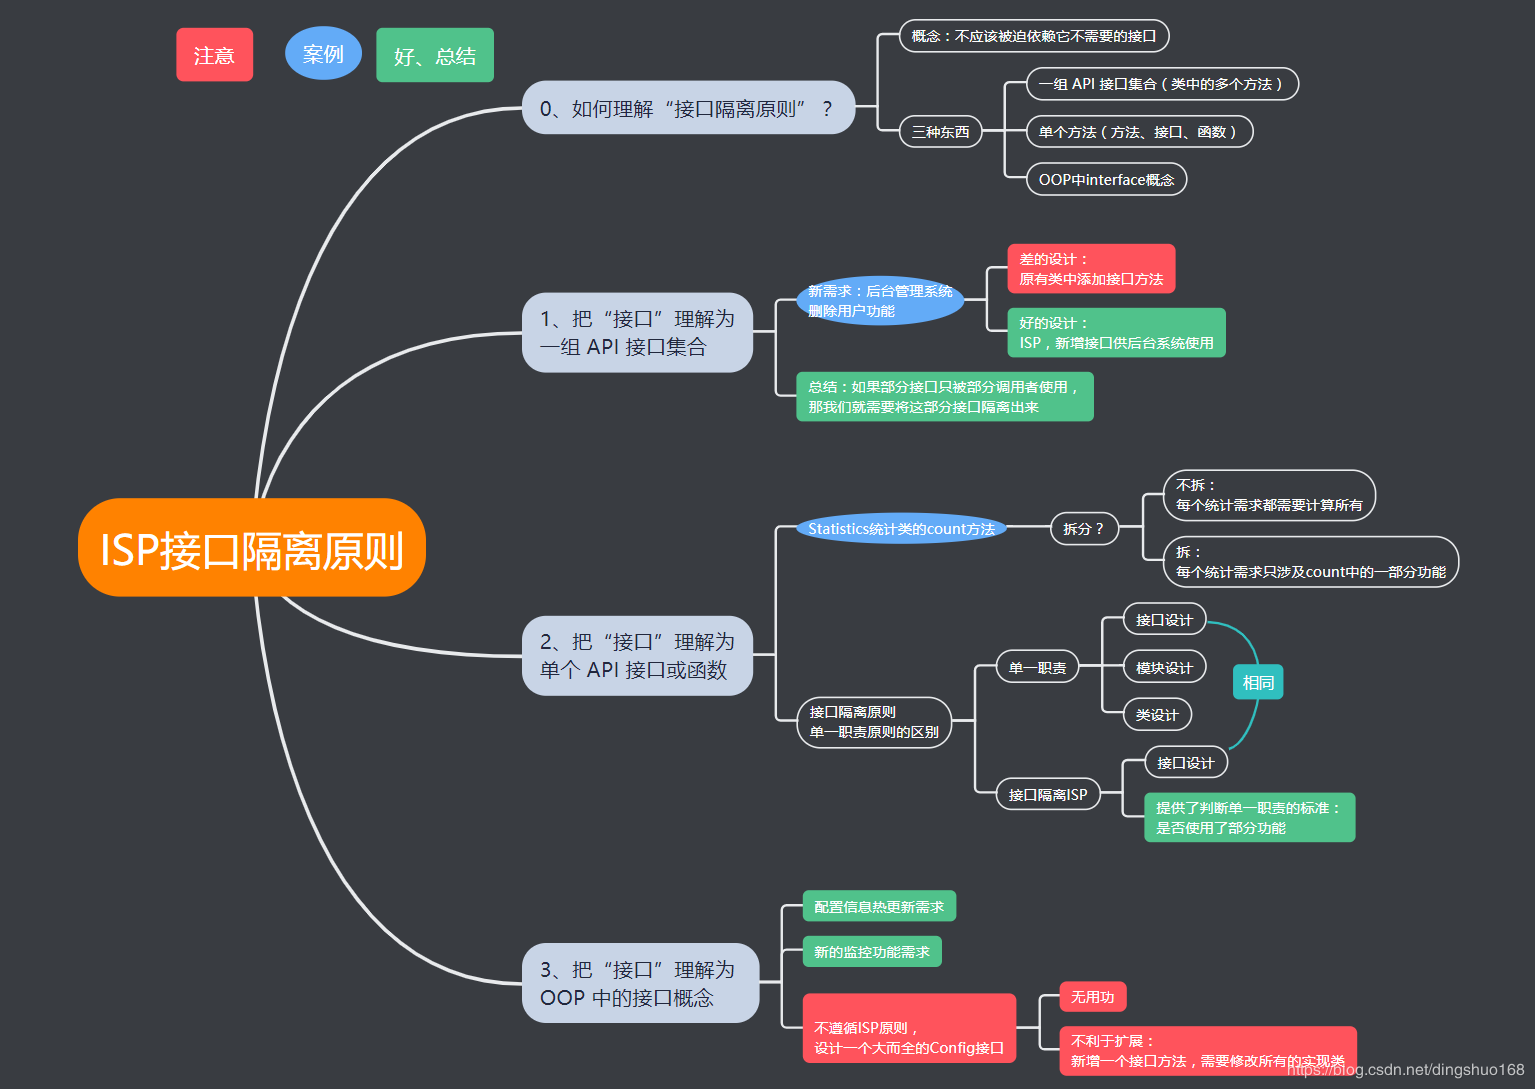 注意
案例
好、总结
ISP接口隔离原则
0、如何理解“接口隔离原则”？
概念：不应该被迫依赖它不需要的接口
三种东西
一组 API 接口集合（类中的多个方法）
单个方法（方法、接口、函数）
OOP中interface概念
1、把“接口”理解为
一组 API 接口集合
新需求：后台管理系统
删除用户功能
差的设计：
原有类中添加接口方法
好的设计：
ISP，新增接口供后台系统使用
总结：如果部分接口只被部分调用者使用，
那我们就需要将这部分接口隔离出来
2、把“接口”理解为
单个 API 接口或函数
Statistics统计类的count方法
拆分？
不拆：
每个统计需求都需要计算所有
拆：
每个统计需求只涉及count中的一部分功能
接口隔离原则
单一职责原则的区别
单一职责
接口设计
模块设计
类设计
相同
接口隔离ISP
接口设计
提供了判断单一职责的标准：
是否使用了部分功能
3、把“接口”理解为
OOP 中的接口概念
配置信息热更新需求
新的监控功能需求
不遵循ISP原则，
设计一个大而全的Config接口
无用功
不利于扩展：
新增一个接口方法，需要修改所有的实现类
https://blog.csdn.net/dingshuo168